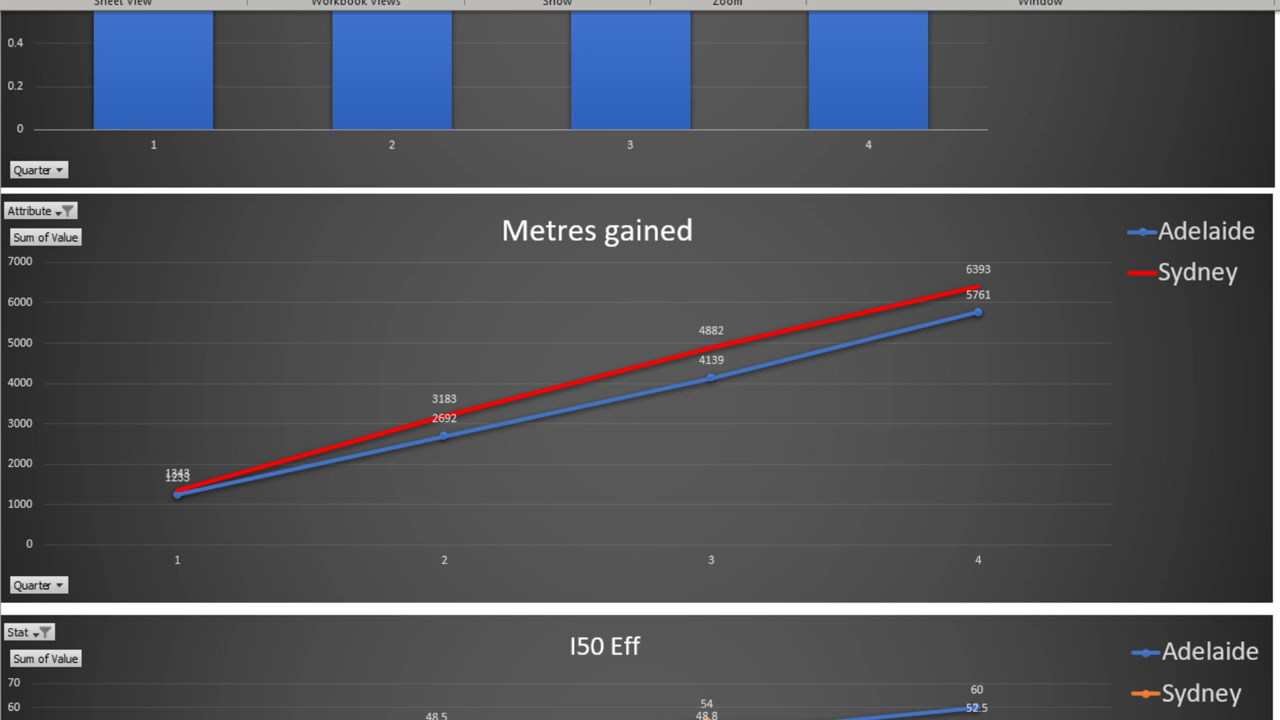 Sheet View Workbook Views Show Zoom Window
0.4
0.2
0
1 2 3 4
Quarter
Attribute
Metres gained
Adelaide
Sum of Value
Sydney
7000
6393
6000
5761
5000
4882
4139
4000
3183
3000
2692
2000
1343
1233
1000
0
1 2 3 4
Quarter
Stat
I50 Eff
Adelaide
Sum of Value
70
60
Sydney
54
60
48.5
48.8
52.5